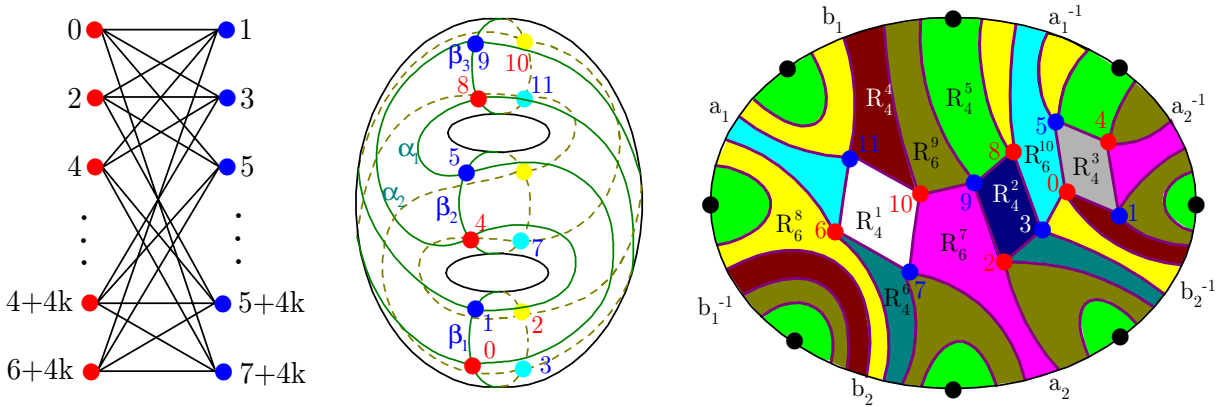 0 1
2 3
4 5
4+4k 5+4k
6+4k 7+4k
β₃ 9 10
8 11
α₁
5
α₂ β₂
4 7
1 2
β₁ 0 3
b₁ a₁⁻¹
a₁ R₄⁴ R₄⁵ a₂⁻¹
11 R₆⁹ 8 R₆¹⁰ 5 4
R₄³
R₄¹ 10 9 R₄² 0 1
R₆⁸ 6 R₆⁷ 3
7 2
R₄⁶
b₁⁻¹ b₂⁻¹
b₂ a₂